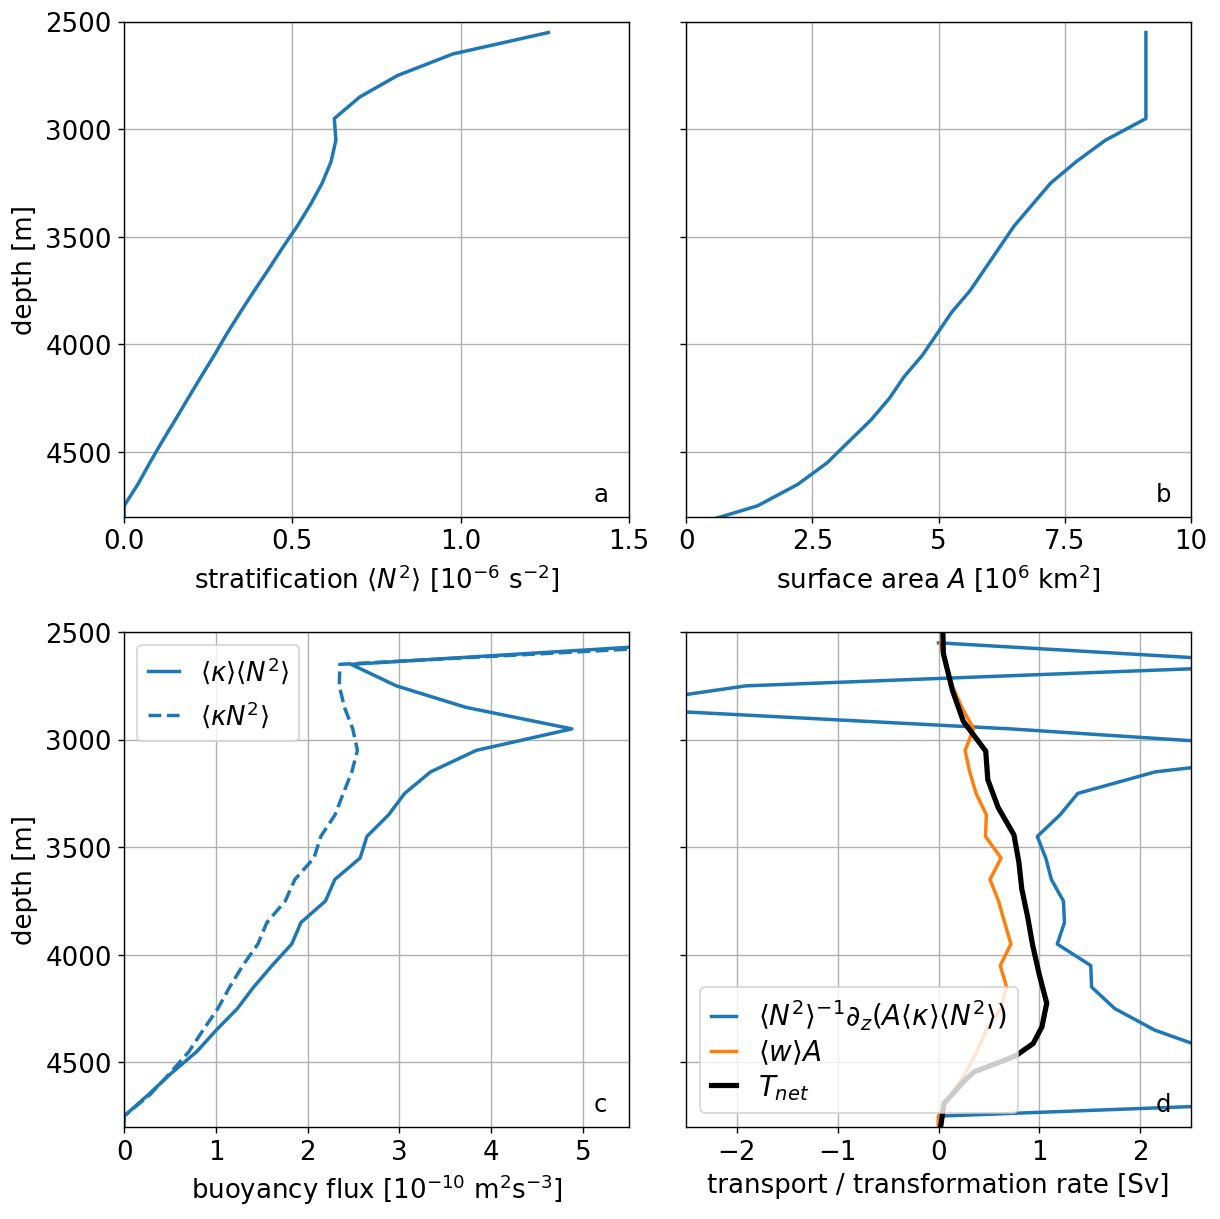 2500
3000
3500
4000
4500
depth [m]
0.0 0.5 1.0 1.5
stratification ⟨N²⟩ [10⁻⁶ s⁻²]
a
0 2.5 5 7.5 10
surface area A [10⁶ km²]
b
2500
3000
3500
4000
4500
depth [m]
⟨κ⟩⟨N²⟩
⟨κN²⟩
c
0 1 2 3 4 5
buoyancy flux [10⁻¹⁰ m²s⁻³]
⟨N²⟩⁻¹∂z(A⟨κ⟩⟨N²⟩)
⟨w⟩A
Tnet
d
−2 −1 0 1 2
transport / transformation rate [Sv]